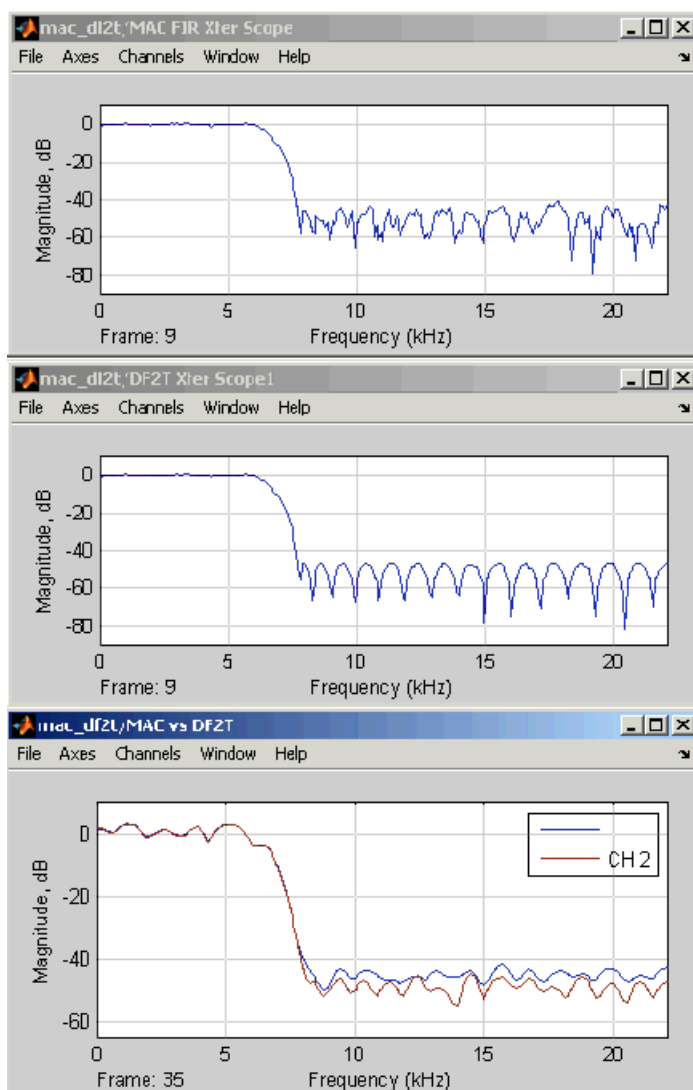 mac_df2t/MAC FIR Xfer Scope
File Axes Channels Window Help
Magnitude, dB
0
-20
-40
-60
-80
0 5 10 15 20
Frame: 9 Frequency (kHz)
mac_df2t/DF2T Xfer Scope1
File Axes Channels Window Help
Magnitude, dB
0
-20
-40
-60
-80
0 5 10 15 20
Frame: 9 Frequency (kHz)
mac_df2t/MAC vs DF2T
File Axes Channels Window Help
Magnitude, dB
0
-20
-40
-60
CH 2
0 5 10 15 20
Frame: 35 Frequency (kHz)